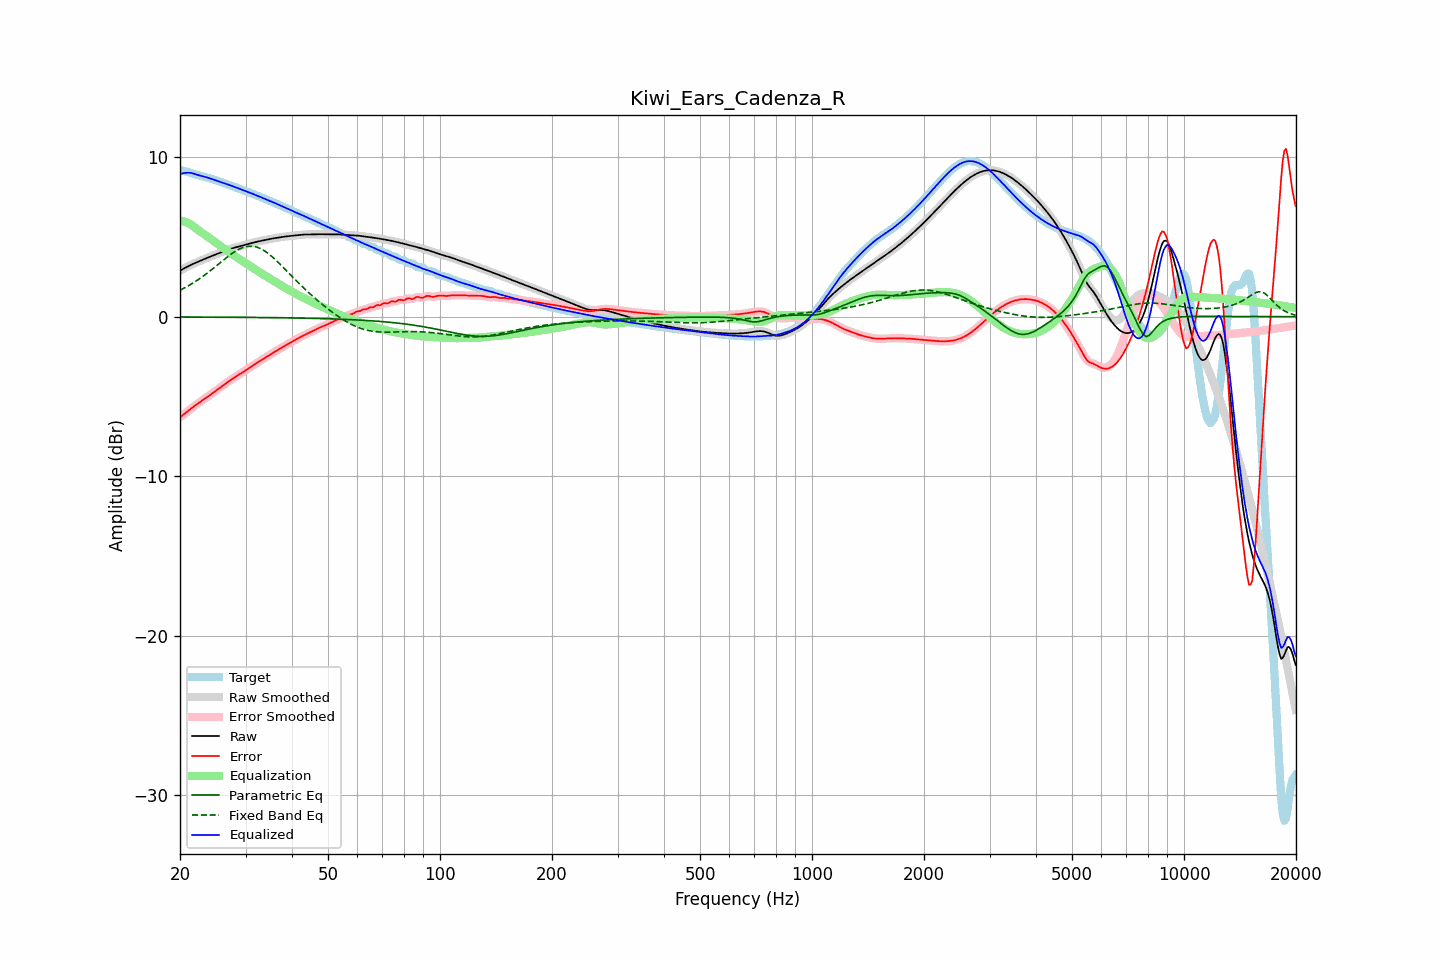 Kiwi_Ears_Cadenza_R
10
0
−10
−20
−30
Amplitude (dBr)
20
50
100
200
500
1000
2000
5000
10000
20000
Frequency (Hz)
Target
Raw Smoothed
Error Smoothed
Raw
Error
Equalization
Parametric Eq
Fixed Band Eq
Equalized